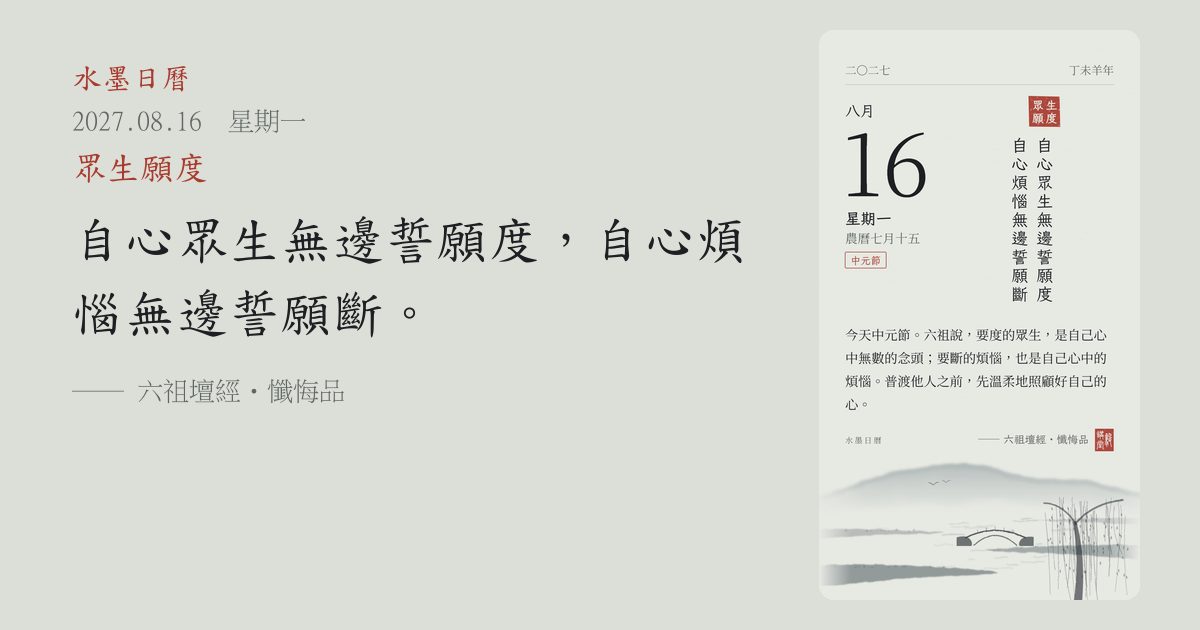 水墨日曆
2027.08.16 星期一
眾生願度
自心眾生無邊誓願度，自心煩
惱無邊誓願斷。
—— 六祖壇經・懺悔品
二〇二七
丁未羊年
八月
16
星期一
農曆七月十五
中元節
眾生
願度
自心眾生無邊誓願度
自心煩惱無邊誓願斷
今天中元節。六祖說，要度的眾生，是自己心
中無數的念頭；要斷的煩惱，也是自己心中的
煩惱。普渡他人之前，先溫柔地照顧好自己的
心。
水墨日曆
—— 六祖壇經・懺悔品